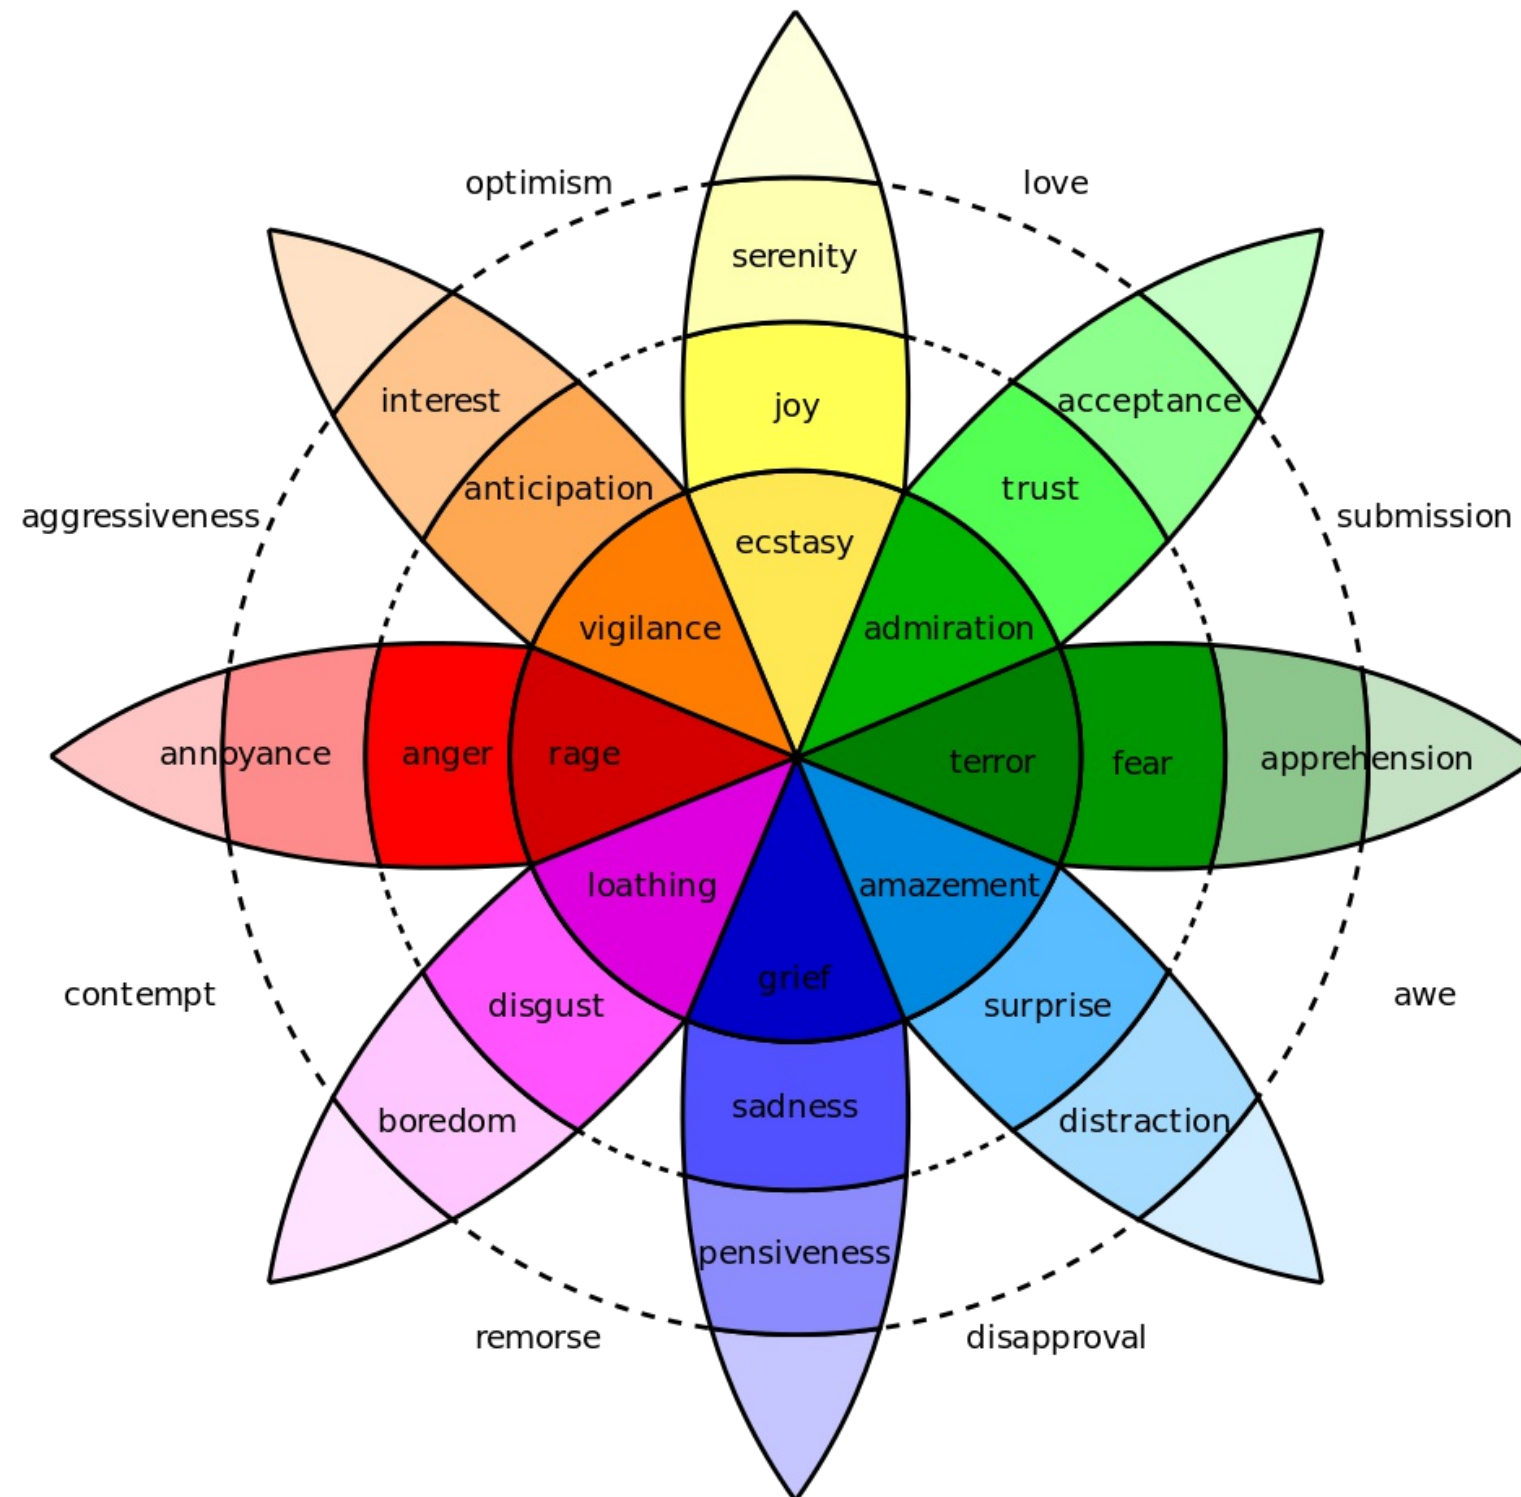 optimism
love
serenity
interest
joy
acceptance
anticipation
trust
aggressiveness
submission
ecstasy
vigilance
admiration
annoyance
anger
rage
terror
fear
apprehension
loathing
amazement
contempt
disgust
grief
surprise
awe
boredom
sadness
distraction
pensiveness
remorse
disapproval